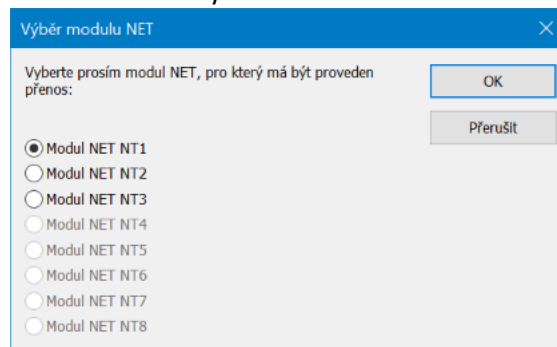 Výběr modulu NET
Vyberte prosím modul NET, pro který má být proveden
přenos:
OK
Přerušit
Modul NET NT1
Modul NET NT2
Modul NET NT3
Modul NET NT4
Modul NET NT5
Modul NET NT6
Modul NET NT7
Modul NET NT8